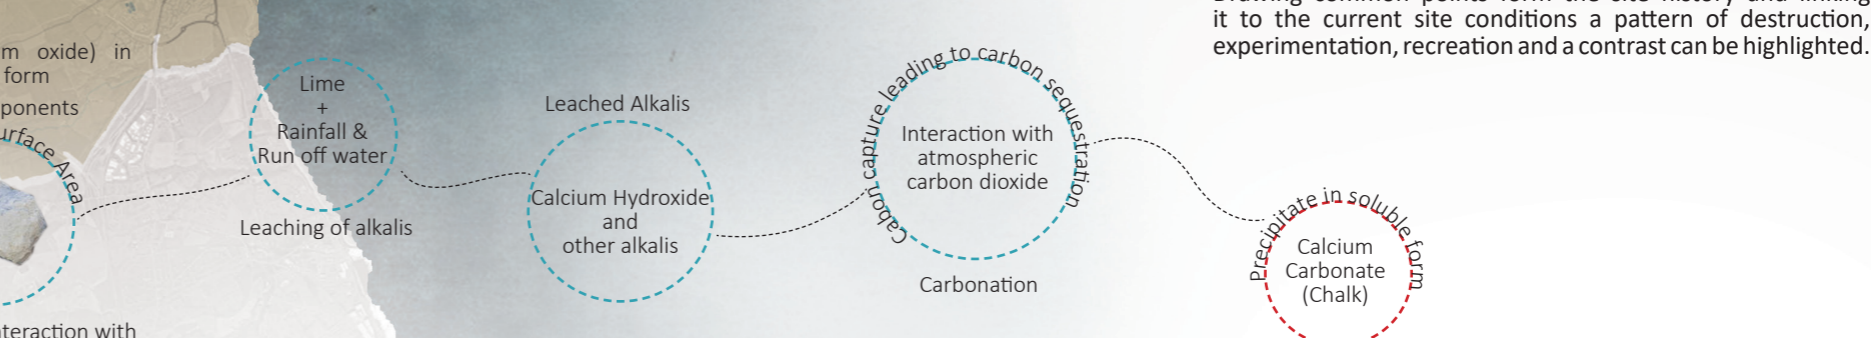 it to the current site conditions a pattern of destruction,
experimentation, recreation and a contrast can be highlighted.
m oxide) in
form
ponents
urface Area
nteraction with
Lime
+
Rainfall &
Run off water
Leaching of alkalis
Leached Alkalis
Calcium Hydroxide
and
other alkalis
Cabon capture leading to carbon sequestration
Interaction with
atmospheric
carbon dioxide
Carbonation
Precipitate in soluble form
Calcium
Carbonate
(Chalk)